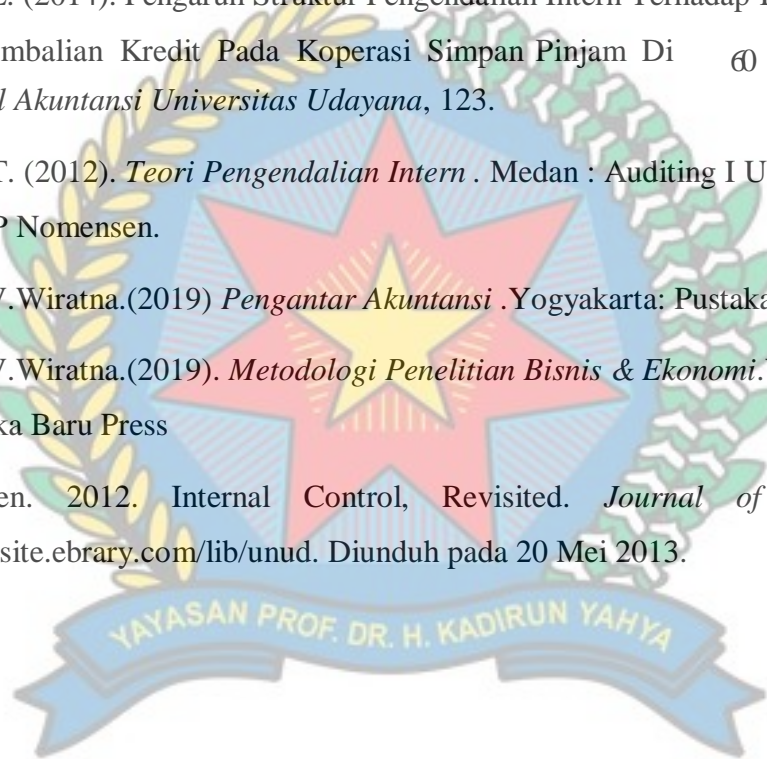 (2014). Pengaruh Struktur Pengendalian Intern Terhadap
embalian Kredit Pada Koperasi Simpan Pinjam Di 60
l Akuntansi Universitas Udayana, 123.
T. (2012). Teori Pengendalian Intern . Medan : Auditing I U
P Nomensen.
.Wiratna.(2019) Pengantar Akuntansi .Yogyakarta: Pustaka
.Wiratna.(2019). Metodologi Penelitian Bisnis & Ekonomi.
ka Baru Press
en. 2012. Internal Control, Revisited. Journal of
site.ebrary.com/lib/unud. Diunduh pada 20 Mei 2013.
YAYASAN PROF. DR. H. KADIRUN YAHYA